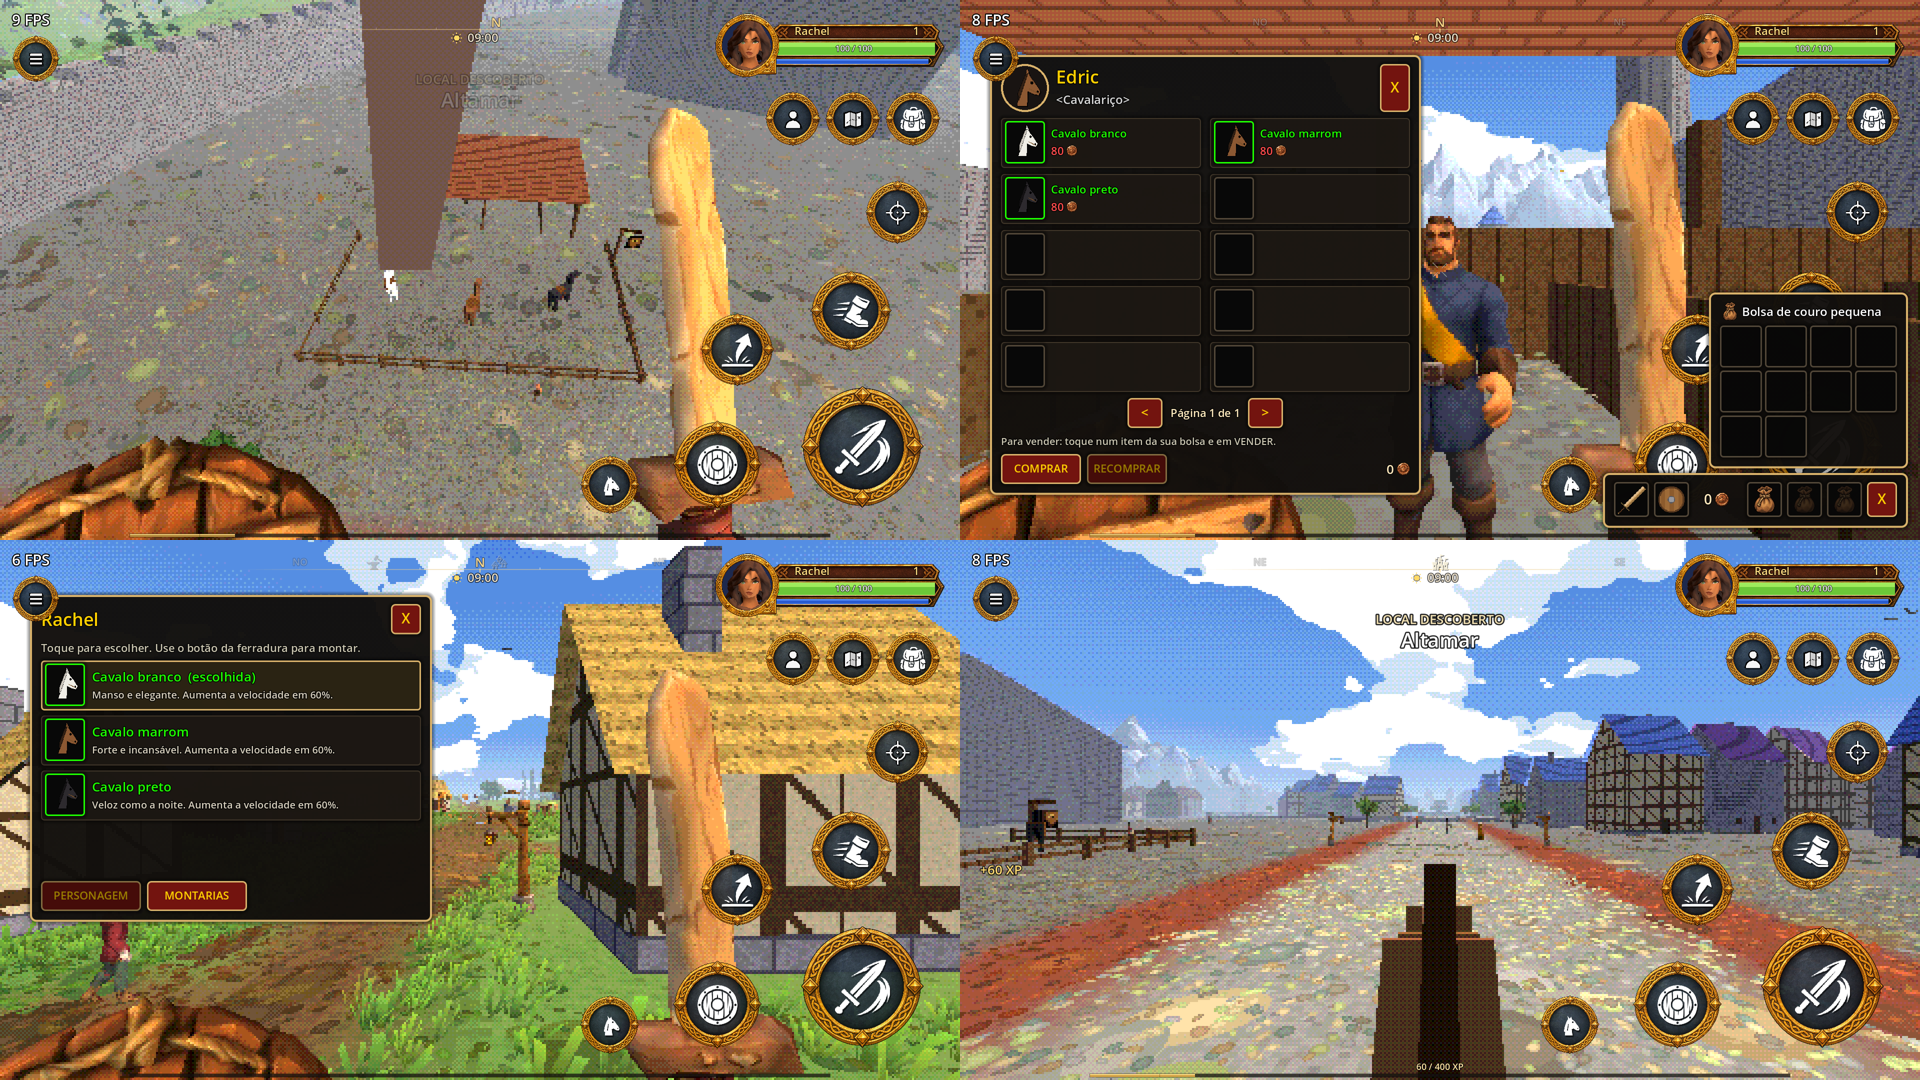 9 FPS
N
09:00
LOCAL DESCOBERTO
Altamar
Rachel
1
100 / 100
8 FPS
N
09:00
Rachel
1
100 / 100
Edric
<Cavalariço>
X
Cavalo branco
80
Cavalo marrom
80
Cavalo preto
80
<
Página 1 de 1
>
Para vender: toque num item da sua bolsa e em VENDER.
COMPRAR
RECOMPRAR
0
Bolsa de couro pequena
0
X
6 FPS
N
09:00
Rachel
1
100 / 100
Rachel
X
Toque para escolher. Use o botão da ferradura para montar.
Cavalo branco (escolhida)
Manso e elegante. Aumenta a velocidade em 60%.
Cavalo marrom
Forte e incansável. Aumenta a velocidade em 60%.
Cavalo preto
Veloz como a noite. Aumenta a velocidade em 60%.
PERSONAGEM
MONTARIAS
8 FPS
NE
SE
09:00
LOCAL DESCOBERTO
Altamar
Rachel
1
100 / 100
+60 XP
60 / 400 XP